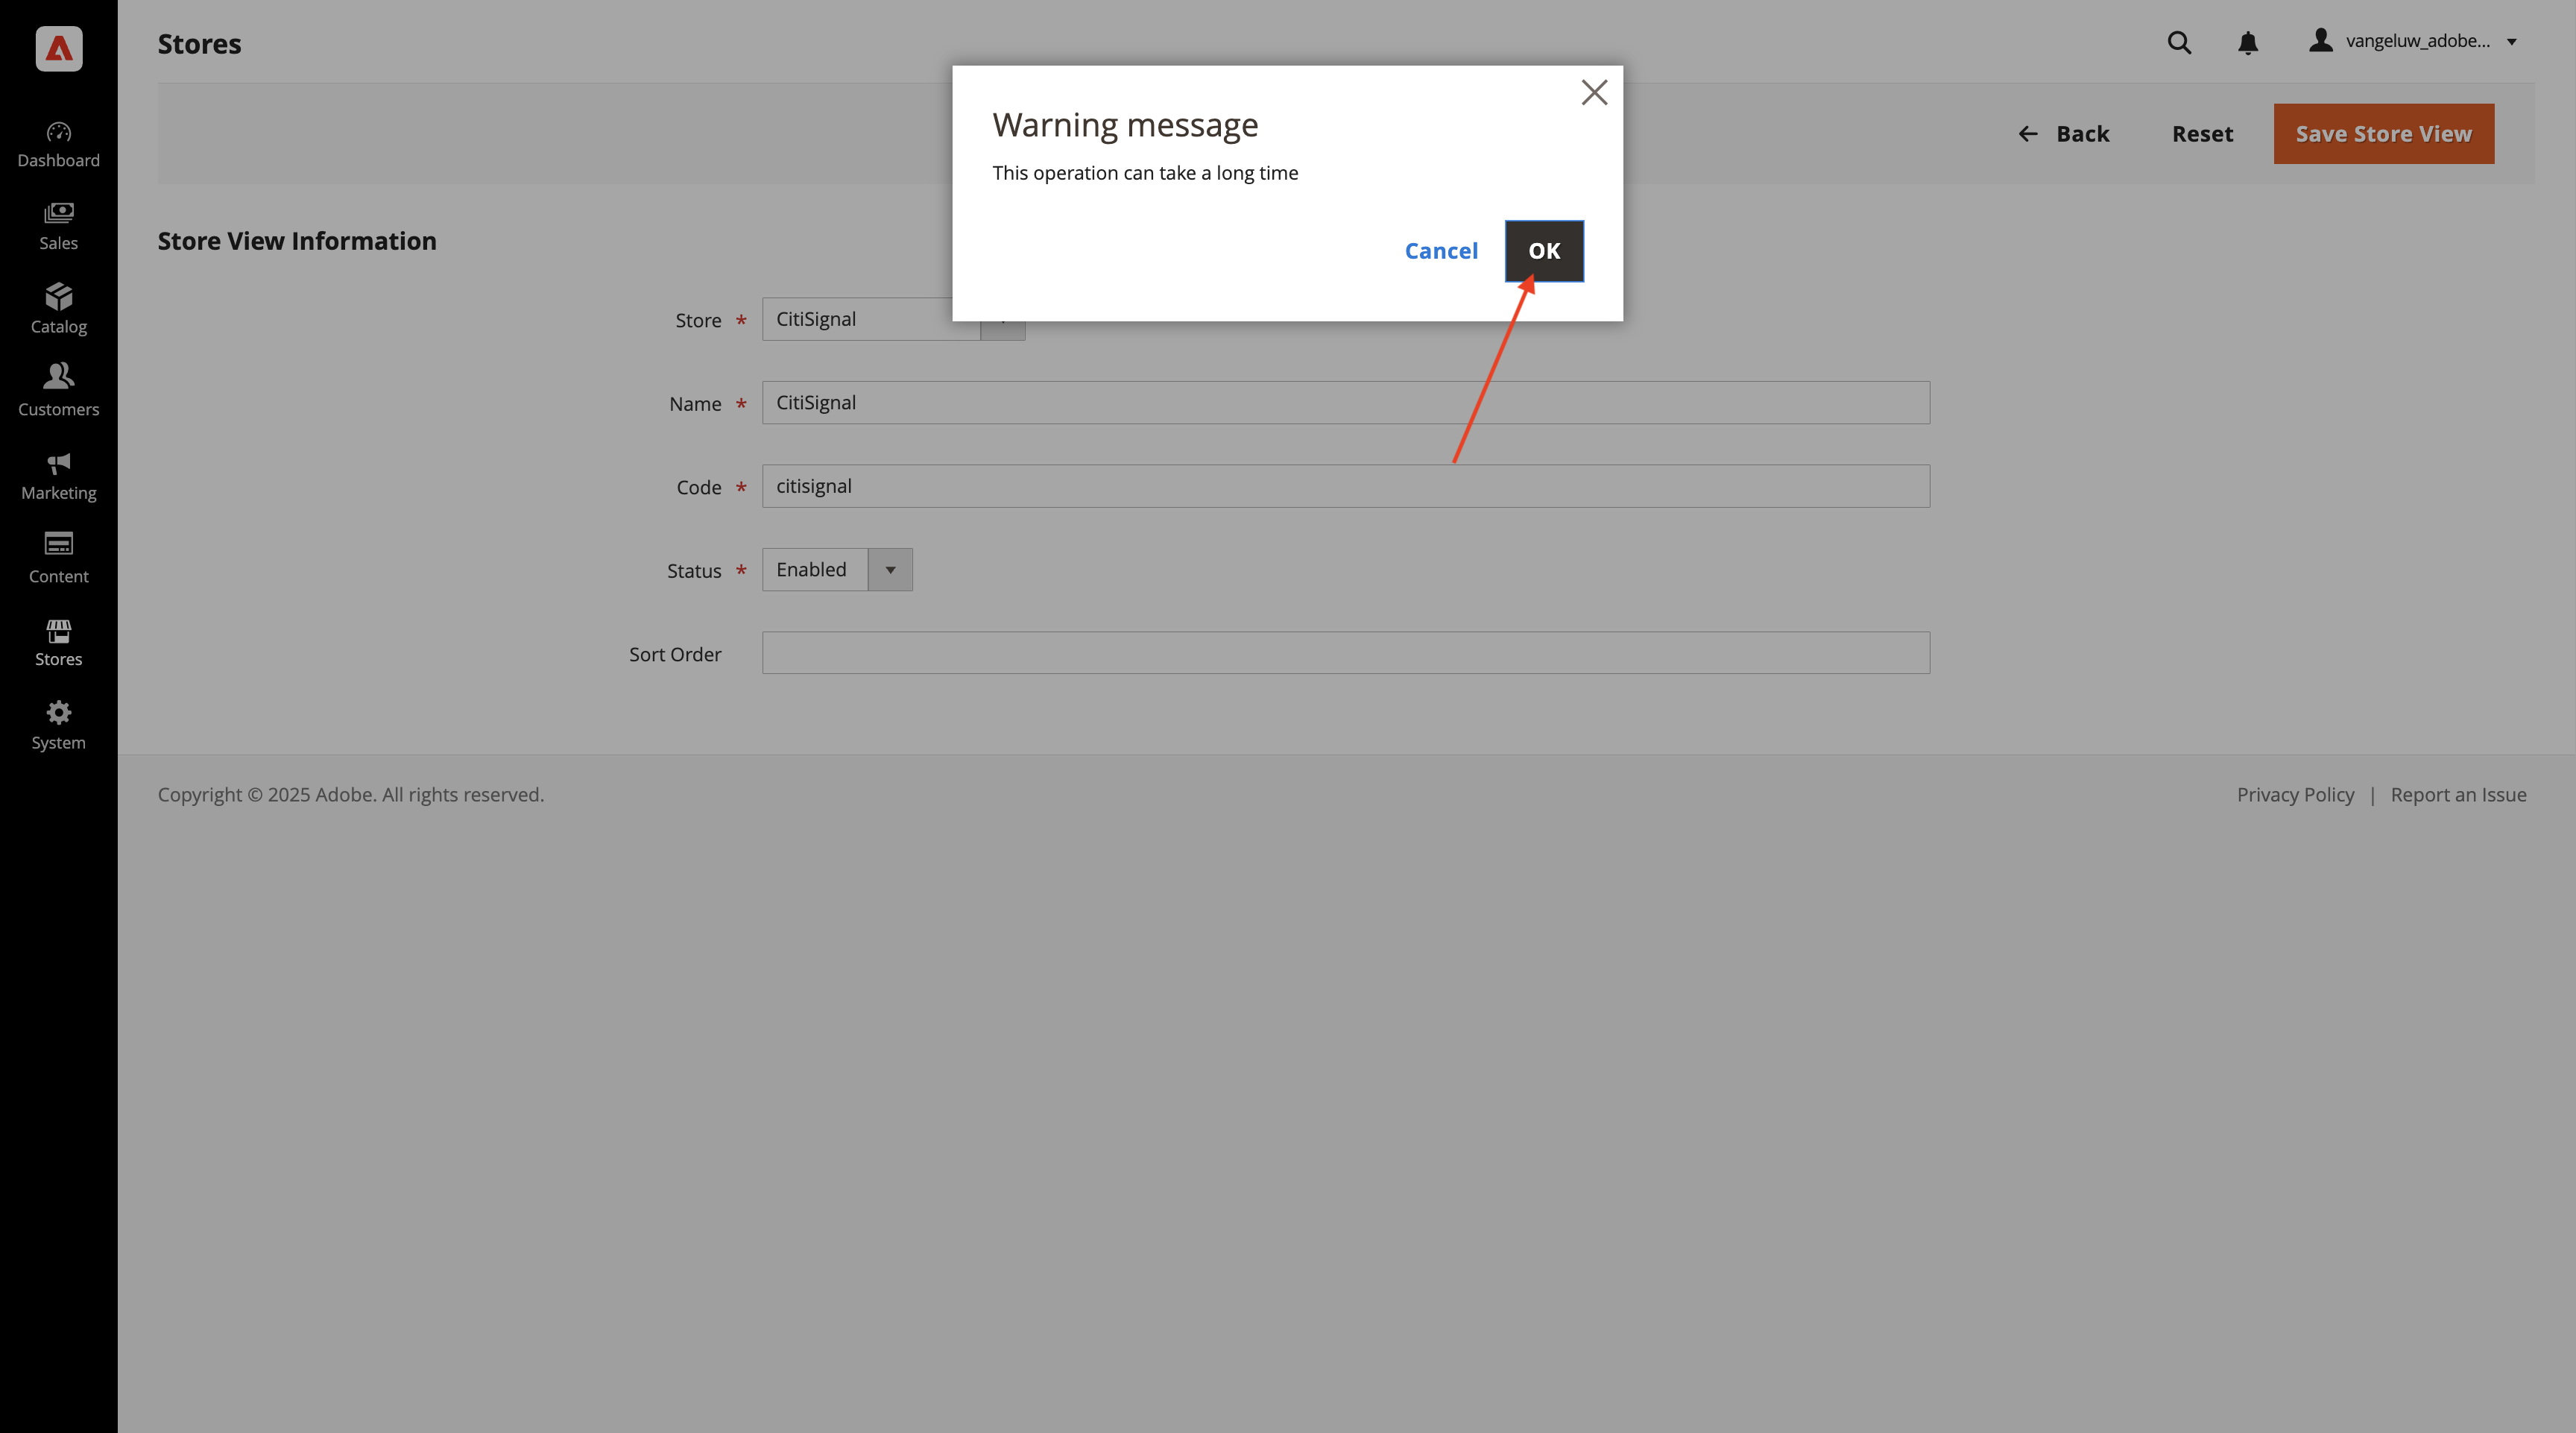 Stores
vangeluw_adobe...
Warning message
This operation can take a long time
Cancel
OK
Back
Reset
Save Store View
Dashboard
Sales
Catalog
Customers
Marketing
Content
Stores
System
Store View Information
Store * CitiSignal
Name * CitiSignal
Code * citisignal
Status * Enabled
Sort Order
Copyright © 2025 Adobe. All rights reserved.
Privacy Policy | Report an Issue